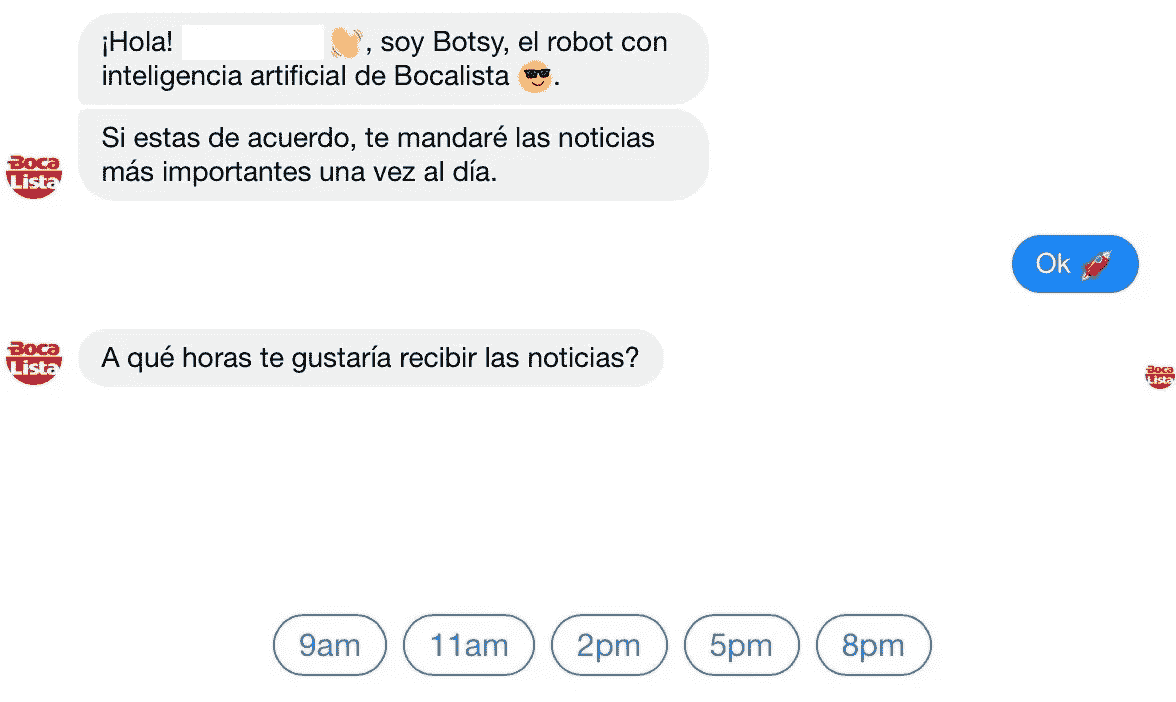 ¡Hola! 👋, soy Botsy, el robot con
inteligencia artificial de Bocalista 😎.
Si estas de acuerdo, te mandaré las noticias
más importantes una vez al día.
Boca
Lista
Ok 🚀
Boca
Lista
A qué horas te gustaría recibir las noticias?
Boca
Lista
9am
11am
2pm
5pm
8pm